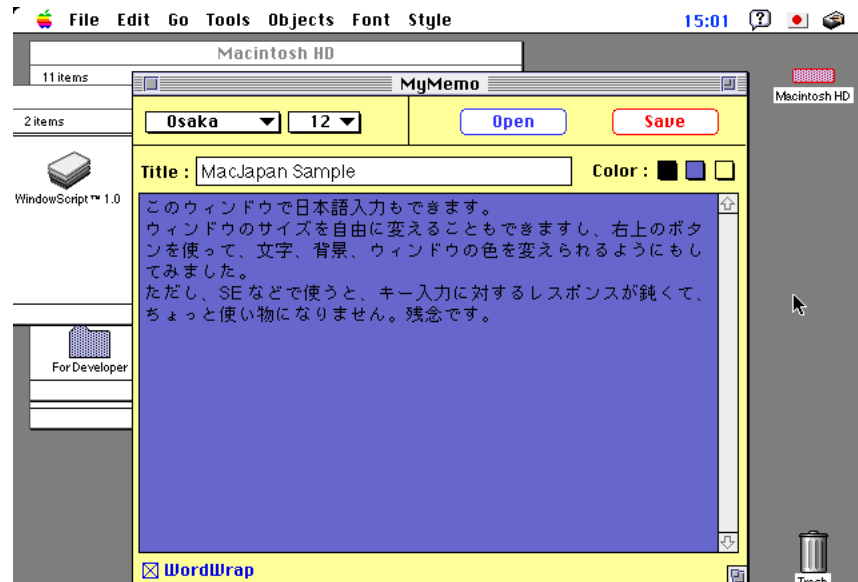 File Edit Go Tools Objects Font Style 15:01
Macintosh HD
11 items
MyMemo
Macintosh HD
2 items
Osaka 12 Open Save
Title : MacJapan Sample Color :
WindowScript™ 1.0
このウィンドウで日本語入力もできます。
ウィンドウのサイズを自由に変えることもできますし、右上のボタ
ンを使って、文字、背景、ウィンドウの色を変えられるようにもし
てみました。
ただし、SEなどで使うと、キー入力に対するレスポンスが鈍くて、
ちょっと使い物になりません。残念です。
For Developer
WordWrap
Trash